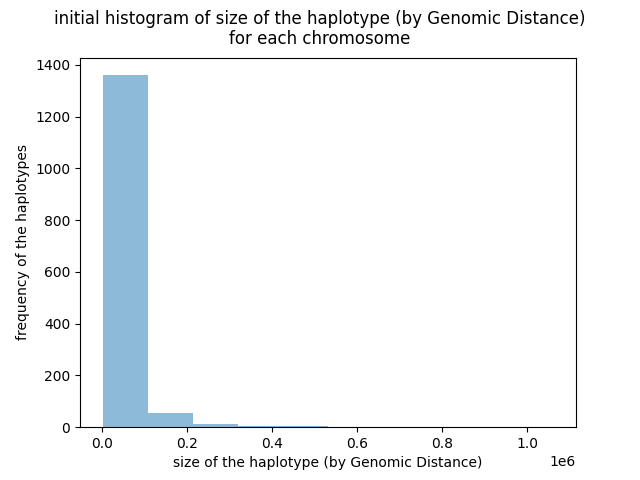 initial histogram of size of the haplotype (by Genomic Distance)
for each chromosome
1400
1200
1000
800
600
400
200
0
frequency of the haplotypes
0.0 0.2 0.4 0.6 0.8 1.0
1e6
size of the haplotype (by Genomic Distance)